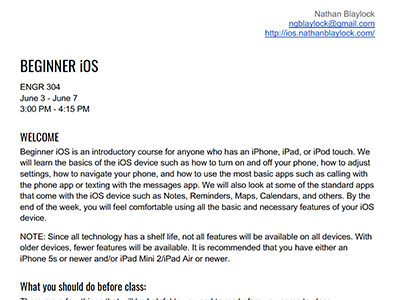 Nathan Blaylock
ngblaylock@gmail.com
http://ios.nathanblaylock.com/
BEGINNER iOS
ENGR 304
June 3 - June 7
3:00 PM - 4:15 PM
WELCOME
Beginner iOS is an introductory course for anyone who has an iPhone, iPad, or iPod touch. We
will learn the basics of the iOS device such as how to turn on and off your phone, how to adjust
settings, how to navigate your phone, and how to use the most basic apps such as calling with
the phone app or texting with the messages app. We will also look at some of the standard apps
that come with the iOS device such as Notes, Reminders, Maps, Calendars, and others. By the
end of the week, you will feel comfortable using all the basic and necessary features of your iOS
device.
NOTE: Since all technology has a shelf life, not all features will be available on all devices. With
older devices, fewer features will be available. It is recommended that you have either an
iPhone 5s or newer and/or iPad Mini 2/iPad Air or newer.
What you should do before class: